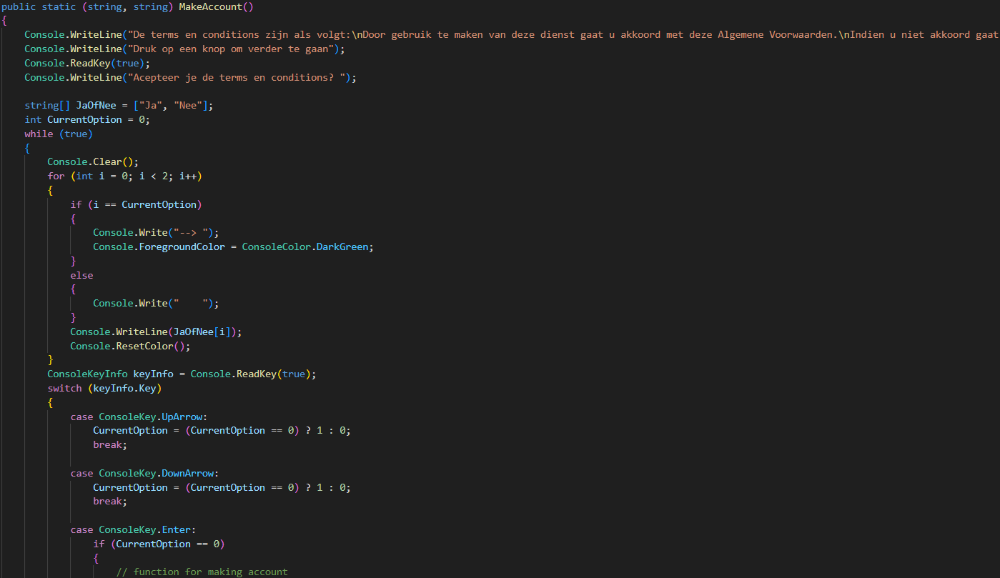 public static (string, string) MakeAccount()
{
    Console.WriteLine("De terms en conditions zijn als volgt:\nDoor gebruik te maken van deze dienst gaat u akkoord met deze Algemene Voorwaarden.\nIndien u niet akkoord gaat
    Console.WriteLine("Druk op een knop om verder te gaan");
    Console.ReadKey(true);
    Console.WriteLine("Acepteer je de terms en conditions? ");

    string[] JaOfNee = ["Ja", "Nee"];
    int CurrentOption = 0;
    while (true)
    {
        Console.Clear();
        for (int i = 0; i < 2; i++)
        {
            if (i == CurrentOption)
            {
                Console.Write("--> ");
                Console.ForegroundColor = ConsoleColor.DarkGreen;
            }
            else
            {
                Console.Write("    ");
            }
            Console.WriteLine(JaOfNee[i]);
            Console.ResetColor();
        }
        ConsoleKeyInfo keyInfo = Console.ReadKey(true);
        switch (keyInfo.Key)
        {
            case ConsoleKey.UpArrow:
                CurrentOption = (CurrentOption == 0) ? 1 : 0;
                break;

            case ConsoleKey.DownArrow:
                CurrentOption = (CurrentOption == 0) ? 1 : 0;
                break;

            case ConsoleKey.Enter:
                if (CurrentOption == 0)
                {
                    // function for making account